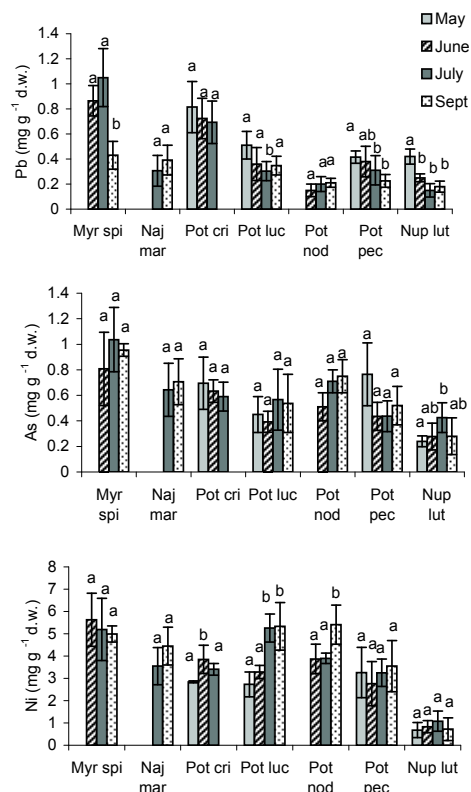 May
June
July
Sept
Pb (mg g -1 d.w.)
1.4
1.2
1
0.8
0.6
0.4
0.2
0
a a b
a a
a a a
a a b a
a a a
a ab b b
a b b b
Myr spi Naj mar Pot cri Pot luc Pot nod Pot pec Nup lut
As (mg g -1 d.w.)
1.4
1.2
1
0.8
0.6
0.4
0.2
0
a a a
a a
a a a
a a a a
a a a
a a a a
a ab b ab
Myr spi Naj mar Pot cri Pot luc Pot nod Pot pec Nup lut
Ni (mg g -1 d.w.)
8
7
6
5
4
3
2
1
0
a a a
a a
a b a
a a b b
a a a
a a a a
a a a a
Myr spi Naj mar Pot cri Pot luc Pot nod Pot pec Nup lut